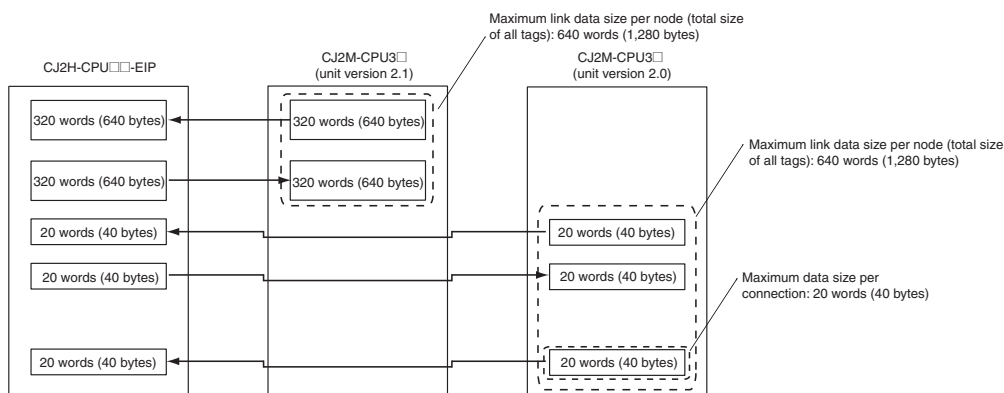 Maximum link data size per node (total size
of all tags): 640 words (1,280 bytes)
CJ2H-CPU□□-EIP
CJ2M-CPU3□
(unit version 2.1)
CJ2M-CPU3□
(unit version 2.0)
320 words (640 bytes)
320 words (640 bytes)
Maximum link data size per node (total size
of all tags): 640 words (1,280 bytes)
320 words (640 bytes)
320 words (640 bytes)
20 words (40 bytes)
20 words (40 bytes)
20 words (40 bytes)
20 words (40 bytes)
Maximum data size per
connection: 20 words (40 bytes)
20 words (40 bytes)
20 words (40 bytes)